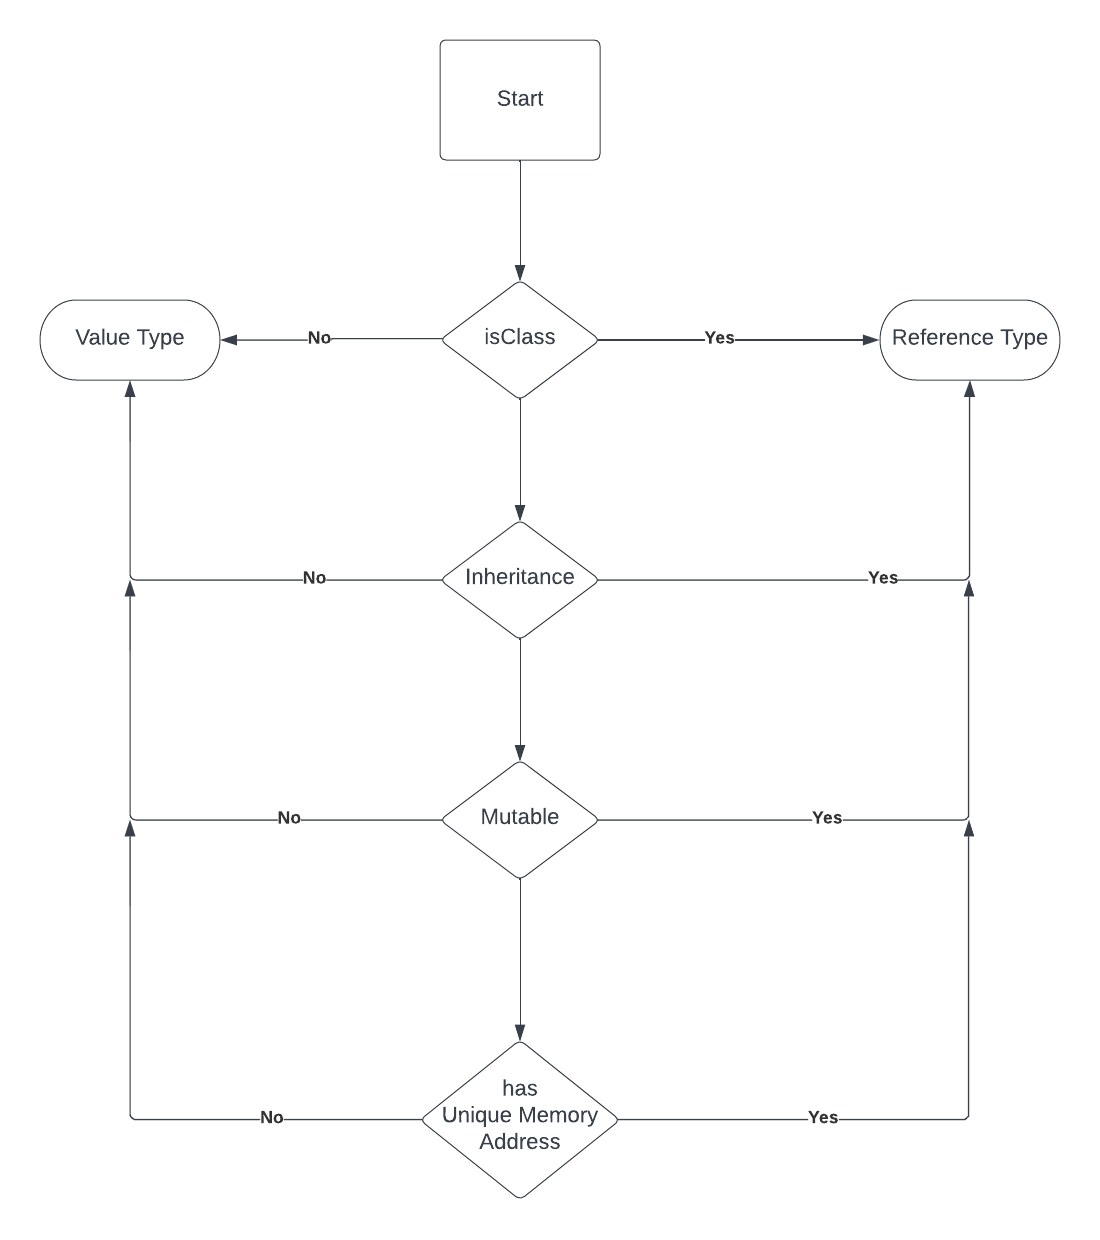 Start
Value Type
No
isClass
Yes
Reference Type
No
Inheritance
Yes
No
Mutable
Yes
has
Unique Memory
Address
No
Yes